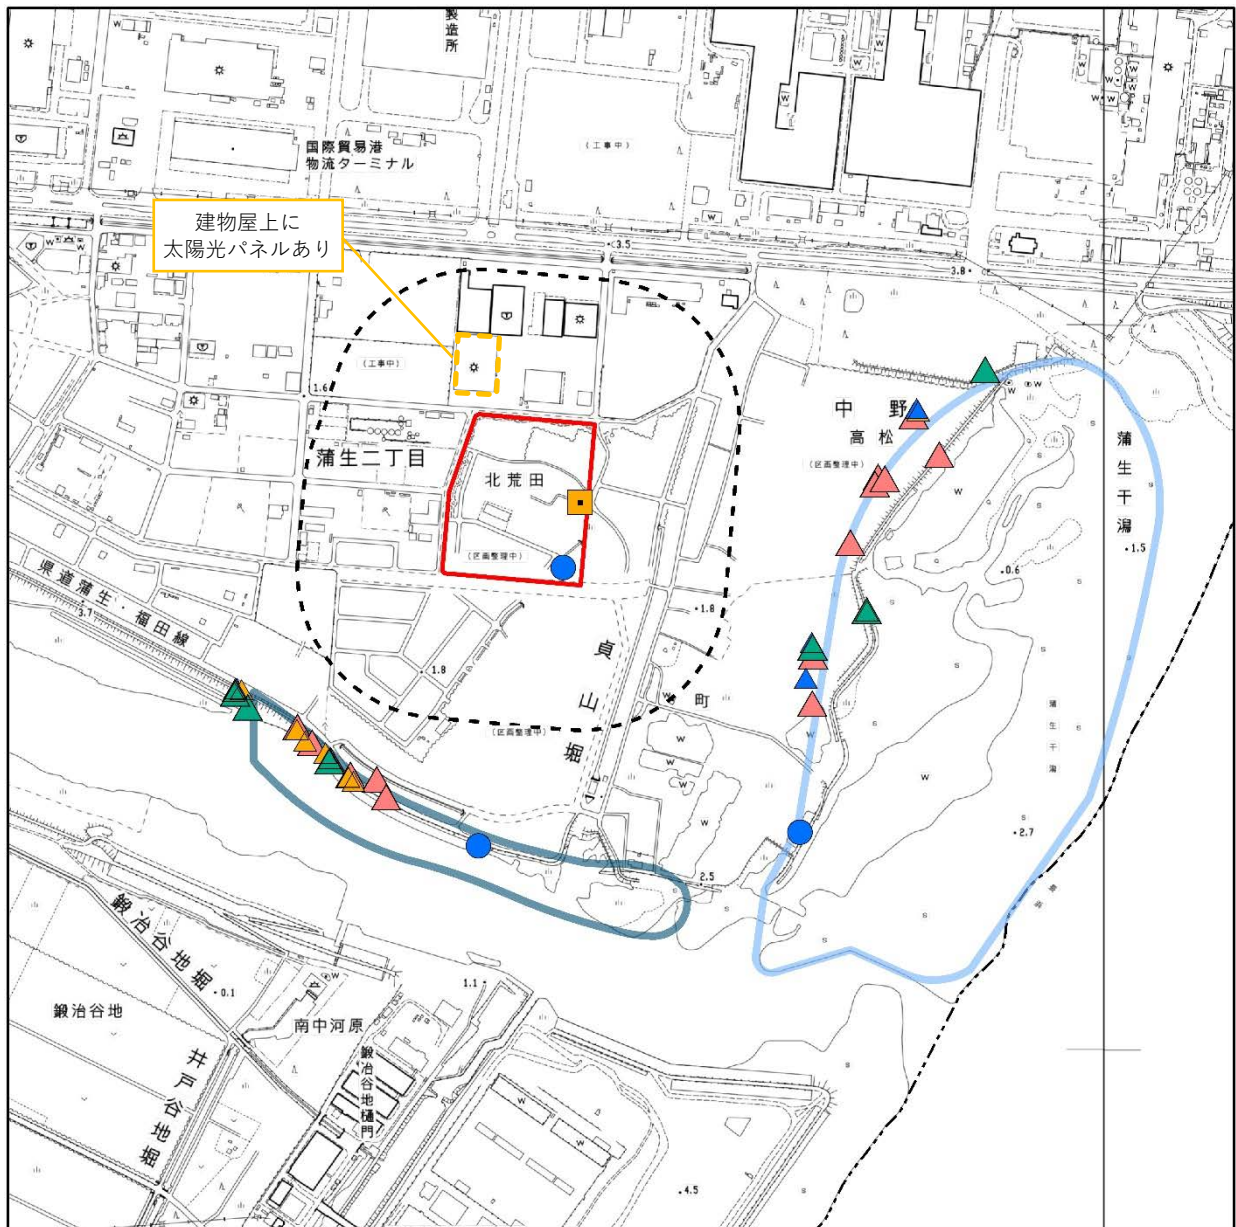 製造所
国際貿易港
物流ターミナル
(工事中)
建物屋上に
太陽光パネルあり
3.5
3.8
(工事中)
1.6
中野
高松
(区画整理中)
蒲生干潟
蒲生二丁目
北荒田
(区画整理中)
1.5
0.6
県道蒲生・福田線
3.7
1.8
1.8
貞山堀
町
(区画整理中)
蒲生干潟
2.7
2.5
鍛冶谷地堀
0.1
1.1
鍛冶谷地
南中河原
井戸谷地堀
鍛冶谷地樋門
4.5